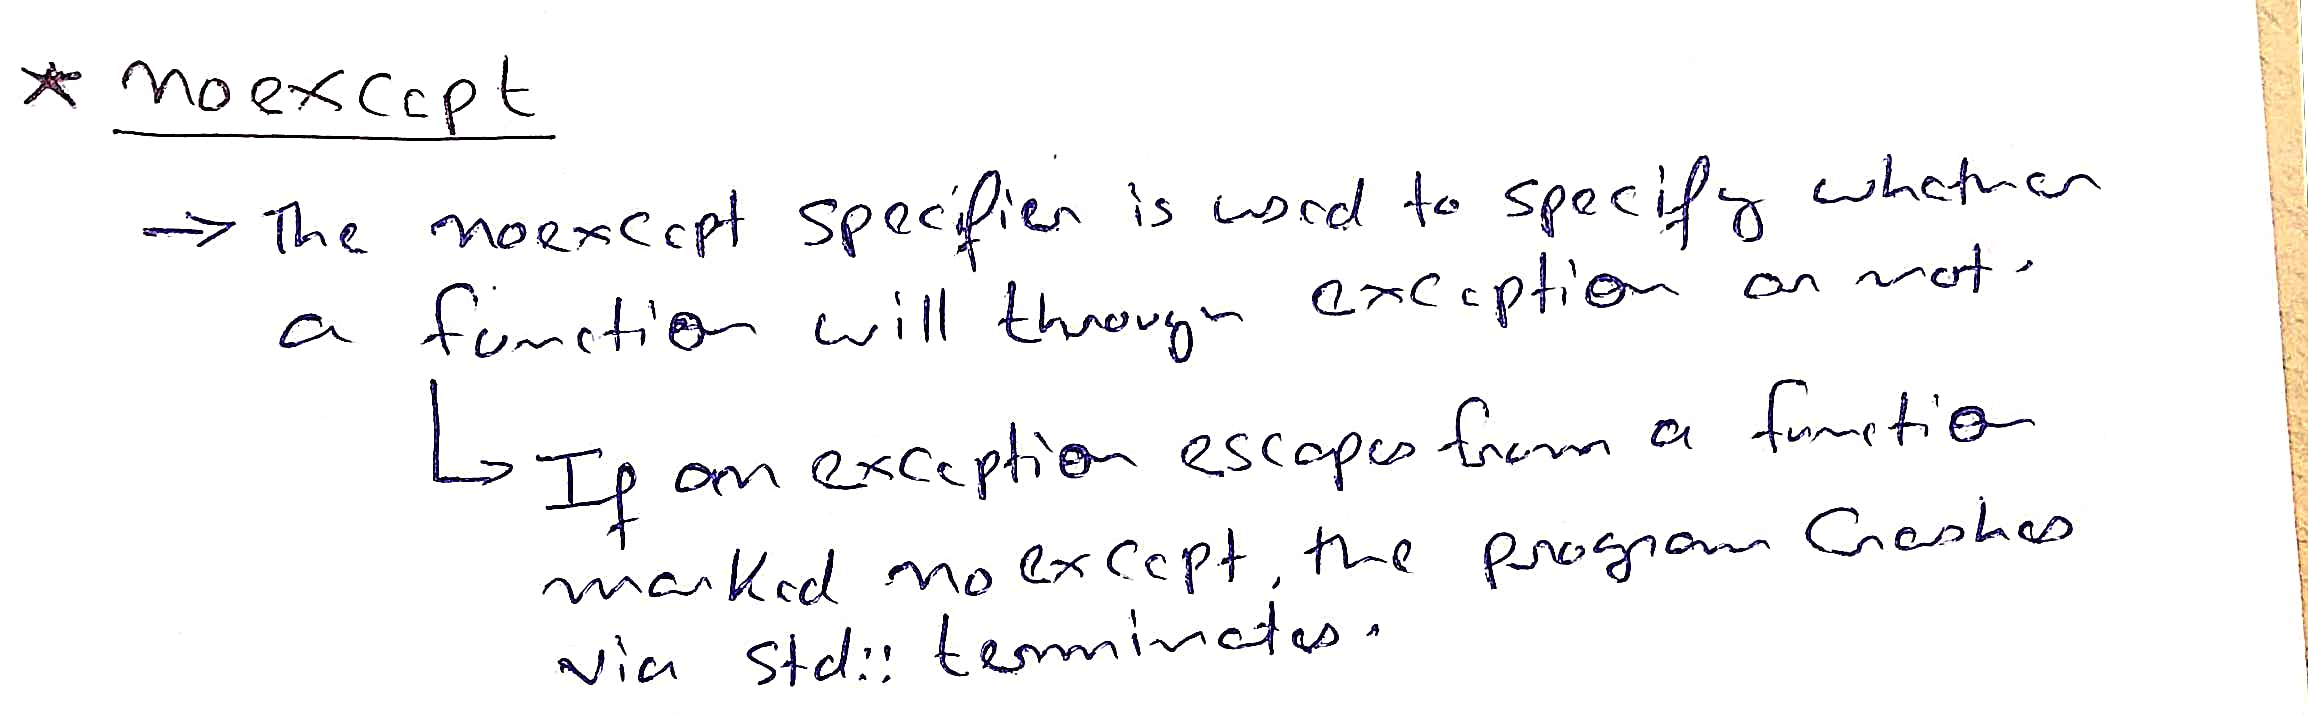 * noexcept
→ The noexcept specifier is used to specify whether
a function will through exception or not.
↳ If an exception escapes from a function
marked noexcept, the program crashes
via std:: terminates.